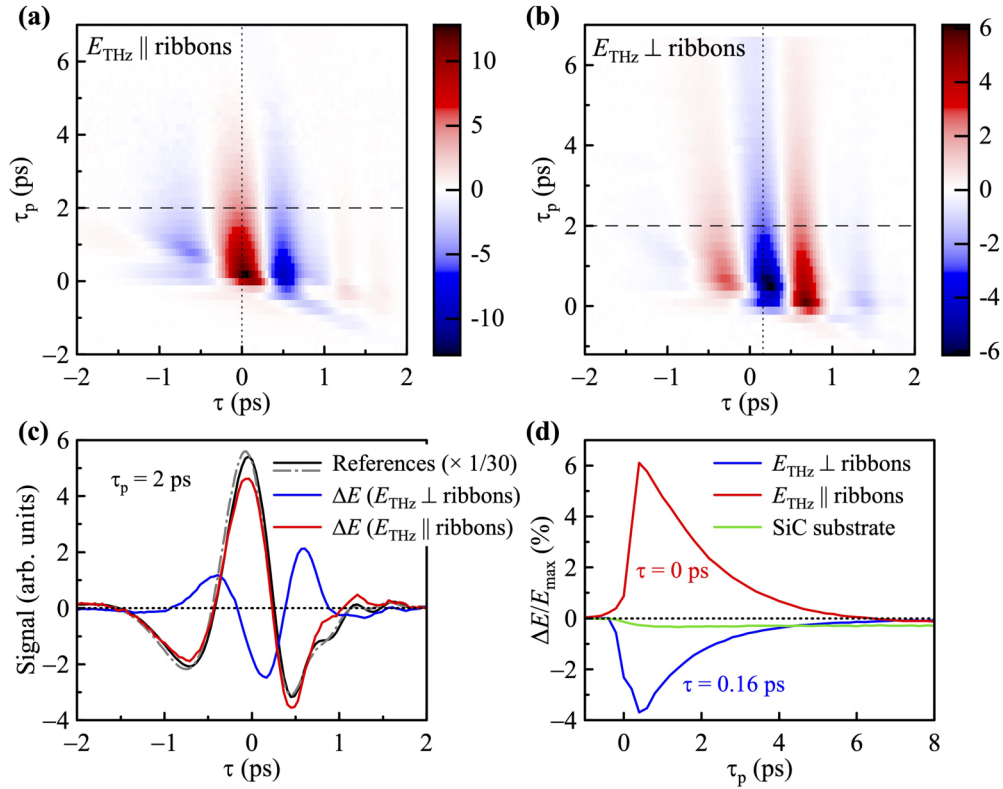 (a)
E_THz ∥ ribbons
τp (ps)
6
4
2
0
−2
−2 −1 0 1 2
τ (ps)
10
5
0
-5
-10
(b)
E_THz ⊥ ribbons
τp (ps)
6
4
2
0
−2 −1 0 1 2
τ (ps)
6
4
2
0
-2
-4
-6
(c)
τp = 2 ps
References (× 1/30)
ΔE (E_THz ⊥ ribbons)
ΔE (E_THz ∥ ribbons)
Signal (arb. units)
6
4
2
0
−2
−4
−2 −1 0 1 2
τ (ps)
(d)
E_THz ⊥ ribbons
E_THz ∥ ribbons
SiC substrate
τ = 0 ps
τ = 0.16 ps
ΔE/E_max (%)
6
4
2
0
−2
−4
0 2 4 6 8
τp (ps)